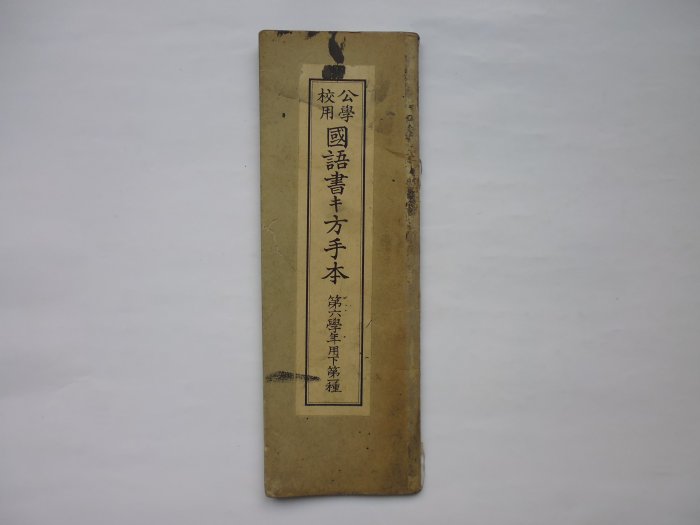 公學校用
國語書キ方手本
第六學年用下第一種